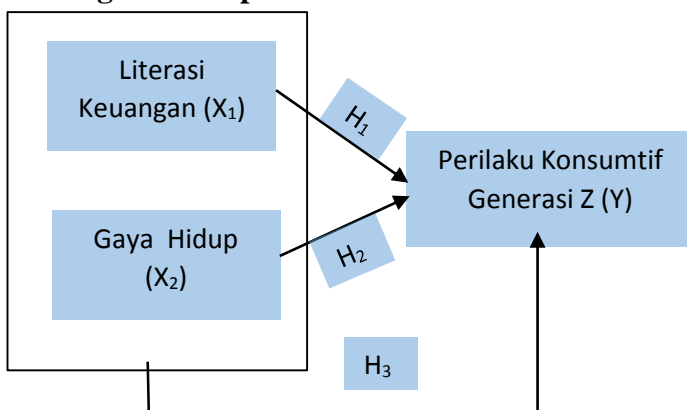 Literasi
Keuangan (X₁)
H₁
Perilaku Konsumtif
Generasi Z (Y)
Gaya Hidup
(X₂)
H₂
H₃